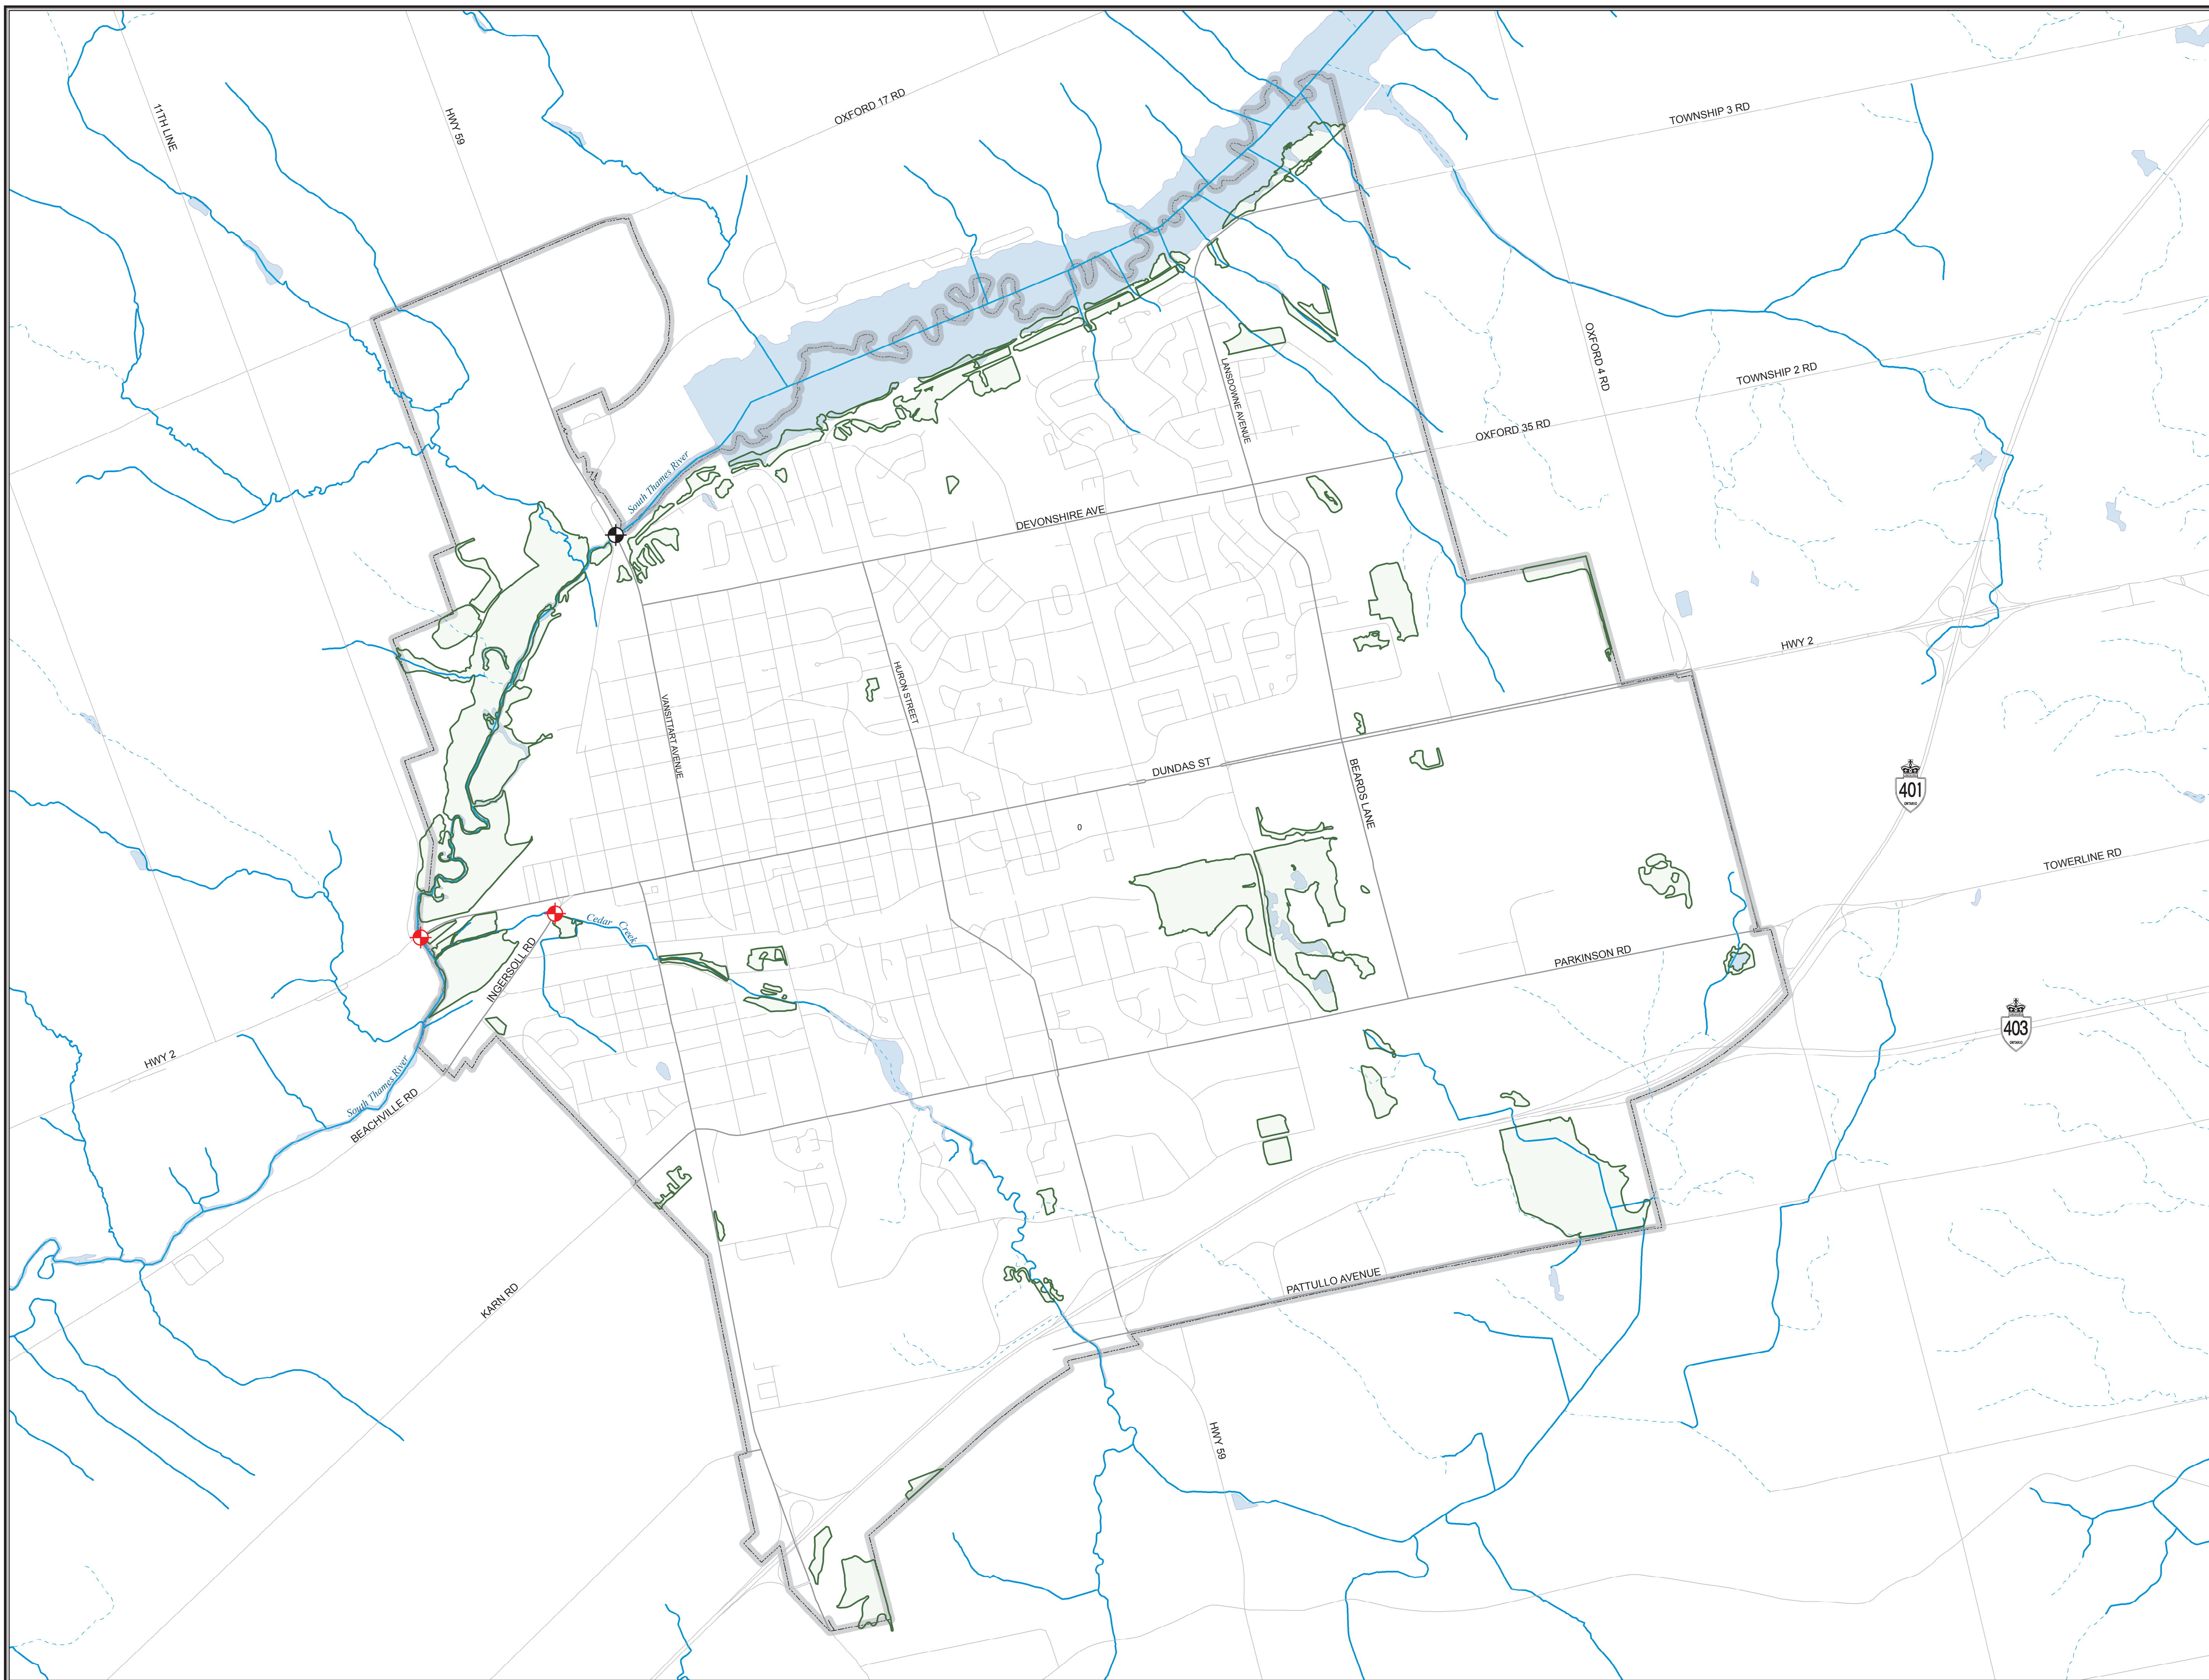 OXFORD 17 RD
11TH LINE
HWY 59
TOWNSHIP 3 RD
OXFORD 4 RD
LANSDOWNE AVENUE
TOWNSHIP 2 RD
OXFORD 35 RD
South Thames River
DEVONSHIRE AVE
HWY 2
HURON STREET
VANSITTART AVENUE
DUNDAS ST
BEARDS LANE
401
ONTARIO
0
TOWERLINE RD
Cedar Creek
INGERSOLL RD
PARKINSON RD
403
ONTARIO
HWY 2
South Thames River
BEACHVILLE RD
KARN RD
PATTULLO AVENUE
HWY 59